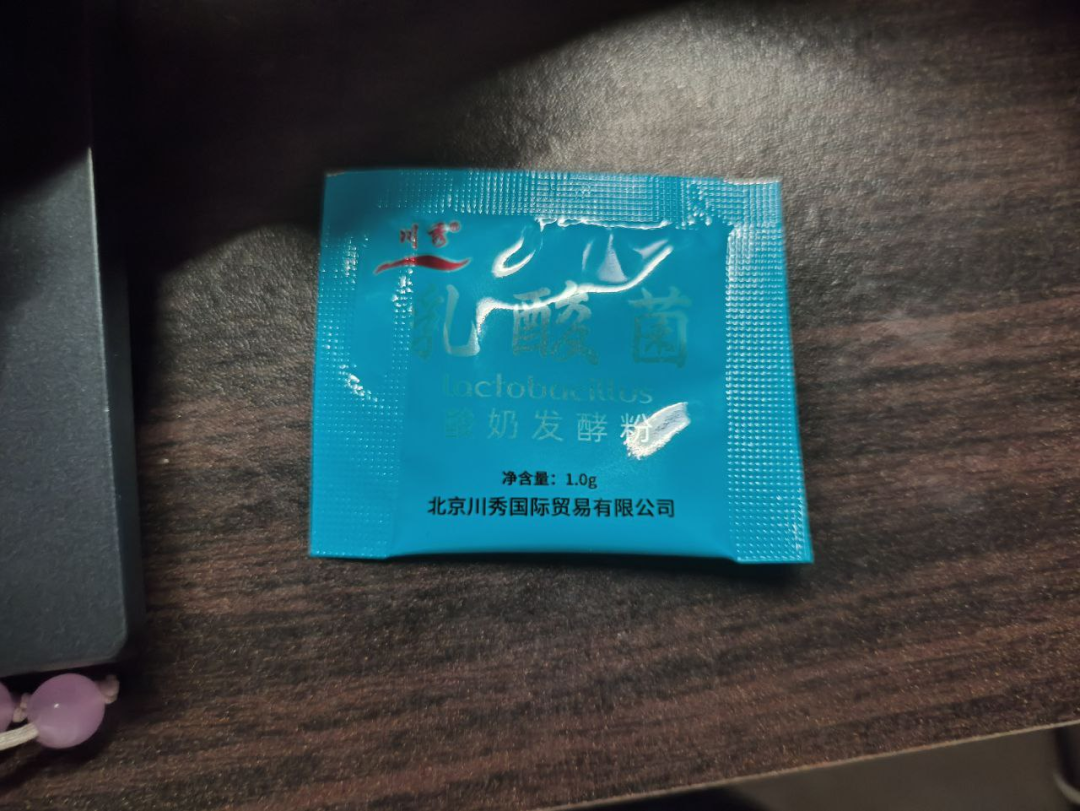 川秀
乳酸菌
lactobacillus
酸奶发酵粉
净含量：1.0g
北京川秀国际贸易有限公司